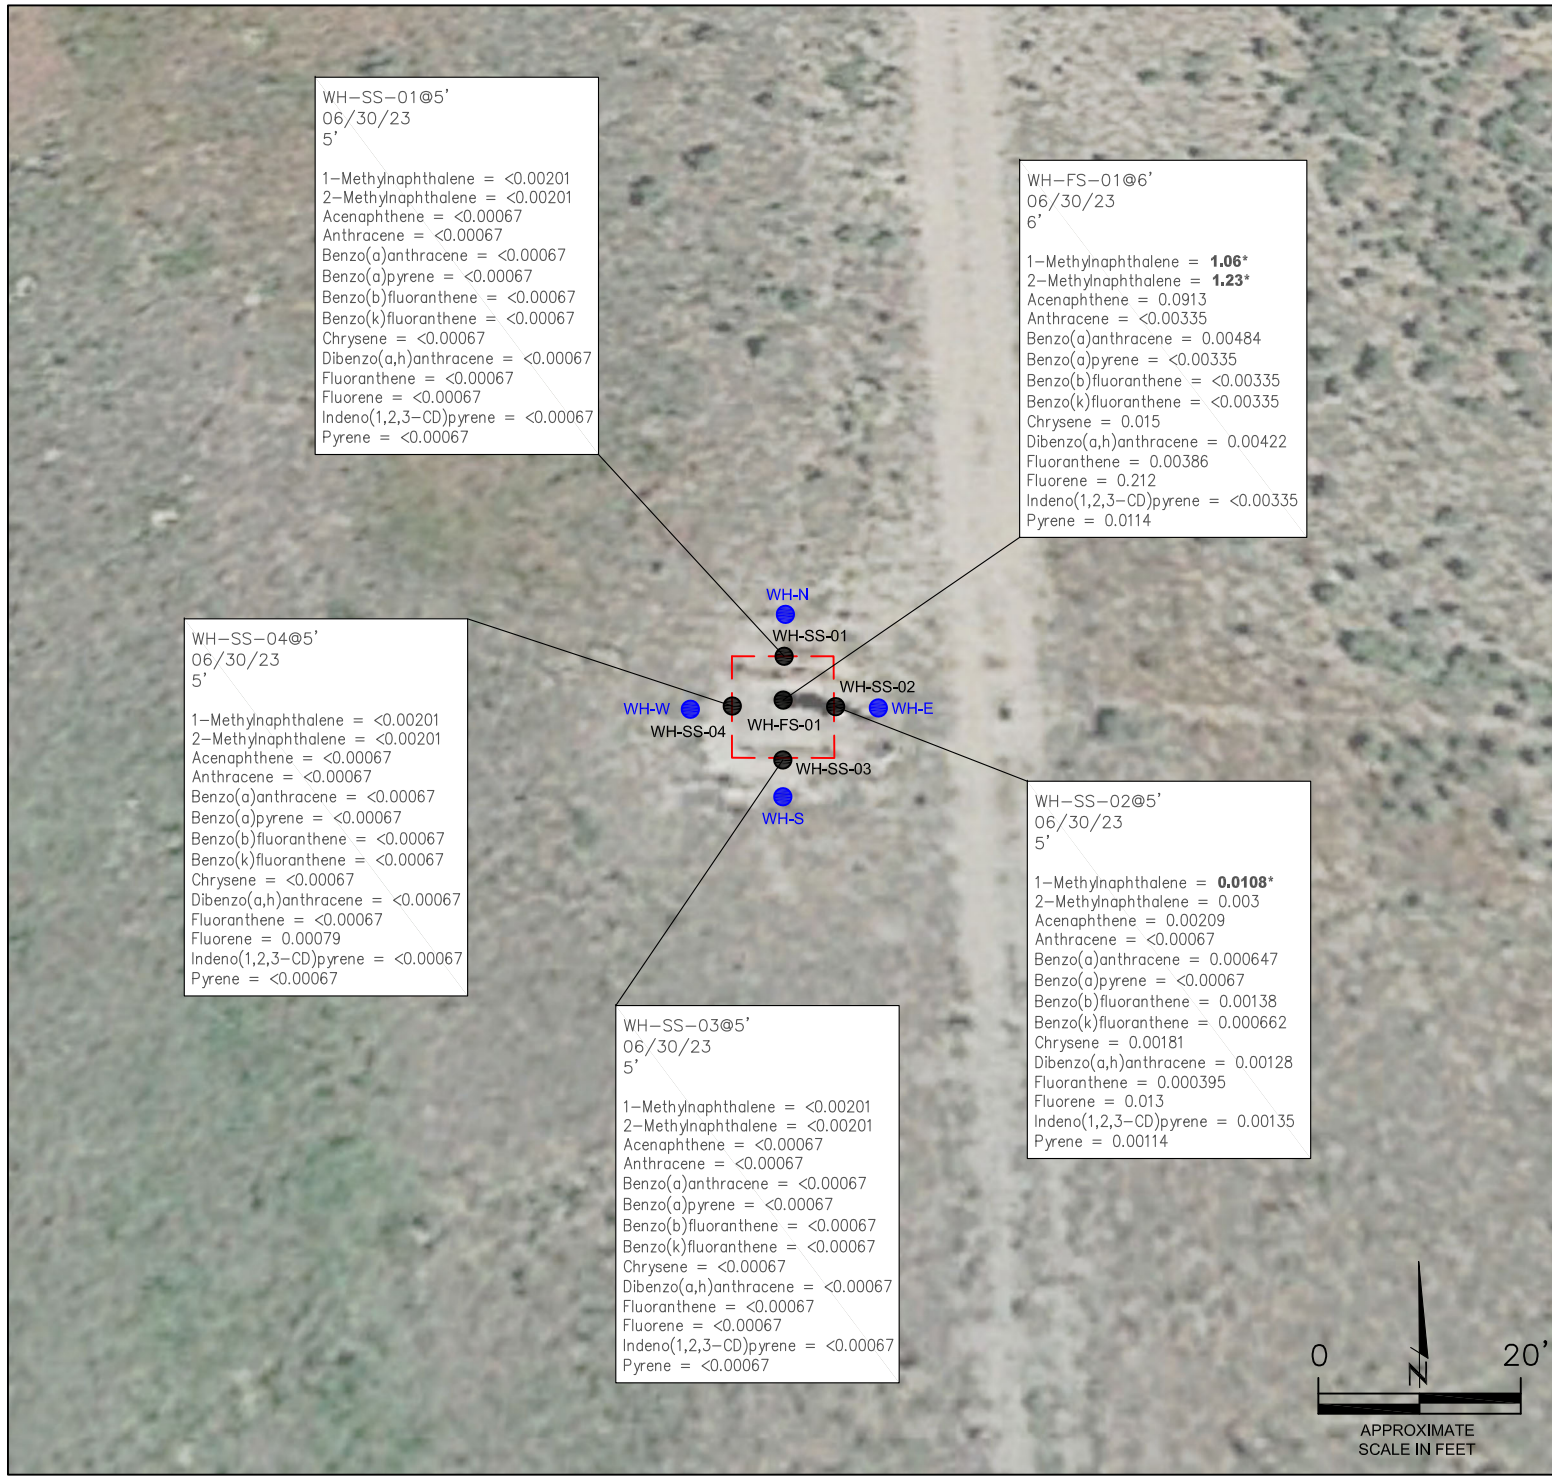 WH-SS-01@5'
06/30/23
5'
1-Methylnaphthalene = <0.00201
2-Methylnaphthalene = <0.00201
Acenaphthene = <0.00067
Anthracene = <0.00067
Benzo(a)anthracene = <0.00067
Benzo(a)pyrene = <0.00067
Benzo(b)fluoranthene = <0.00067
Benzo(k)fluoranthene = <0.00067
Chrysene = <0.00067
Dibenzo(a,h)anthracene = <0.00067
Fluoranthene = <0.00067
Fluorene = <0.00067
Indeno(1,2,3-CD)pyrene = <0.00067
Pyrene = <0.00067
WH-FS-01@6'
06/30/23
6'
1-Methylnaphthalene = 1.06*
2-Methylnaphthalene = 1.23*
Acenaphthene = 0.0913
Anthracene = <0.00335
Benzo(a)anthracene = 0.00484
Benzo(a)pyrene = <0.00335
Benzo(b)fluoranthene = <0.00335
Benzo(k)fluoranthene = <0.00335
Chrysene = 0.015
Dibenzo(a,h)anthracene = 0.00422
Fluoranthene = 0.00386
Fluorene = 0.212
Indeno(1,2,3-CD)pyrene = <0.00335
Pyrene = 0.0114
WH-N
WH-SS-01
WH-SS-02
WH-W
WH-E
WH-SS-04
WH-FS-01
WH-SS-03
WH-S
WH-SS-04@5'
06/30/23
5'
1-Methylnaphthalene = <0.00201
2-Methylnaphthalene = <0.00201
Acenaphthene = <0.00067
Anthracene = <0.00067
Benzo(a)anthracene = <0.00067
Benzo(a)pyrene = <0.00067
Benzo(b)fluoranthene = <0.00067
Benzo(k)fluoranthene = <0.00067
Chrysene = <0.00067
Dibenzo(a,h)anthracene = <0.00067
Fluoranthene = <0.00067
Fluorene = 0.00079
Indeno(1,2,3-CD)pyrene = <0.00067
Pyrene = <0.00067
WH-SS-02@5'
06/30/23
5'
1-Methylnaphthalene = 0.0108*
2-Methylnaphthalene = 0.003
Acenaphthene = 0.00209
Anthracene = <0.00067
Benzo(a)anthracene = 0.000647
Benzo(a)pyrene = <0.00067
Benzo(b)fluoranthene = 0.00138
Benzo(k)fluoranthene = 0.000662
Chrysene = 0.00181
Dibenzo(a,h)anthracene = 0.00128
Fluoranthene = 0.000395
Fluorene = 0.013
Indeno(1,2,3-CD)pyrene = 0.00135
Pyrene = 0.00114
WH-SS-03@5'
06/30/23
5'
1-Methylnaphthalene = <0.00201
2-Methylnaphthalene = <0.00201
Acenaphthene = <0.00067
Anthracene = <0.00067
Benzo(a)anthracene = <0.00067
Benzo(a)pyrene = <0.00067
Benzo(b)fluoranthene = <0.00067
Benzo(k)fluoranthene = <0.00067
Chrysene = <0.00067
Dibenzo(a,h)anthracene = <0.00067
Fluoranthene = <0.00067
Fluorene = <0.00067
Indeno(1,2,3-CD)pyrene = <0.00067
Pyrene = <0.00067
N
0 20'
APPROXIMATE
SCALE IN FEET